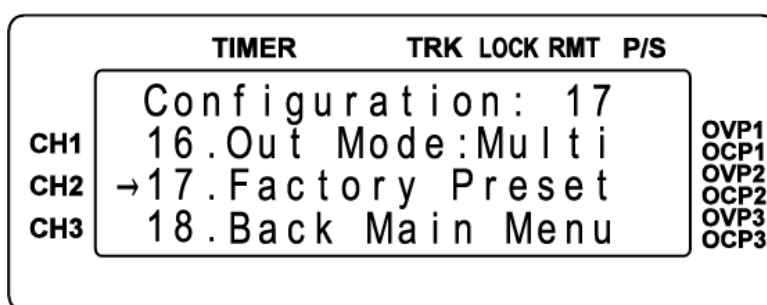 TIMER TRK LOCK RMT P/S
Configuration: 17
CH1 16.Out Mode:Multi OVP1 OCP1
CH2 →17.Factory Preset OVP2 OCP2
CH3 18.Back Main Menu OVP3 OCP3